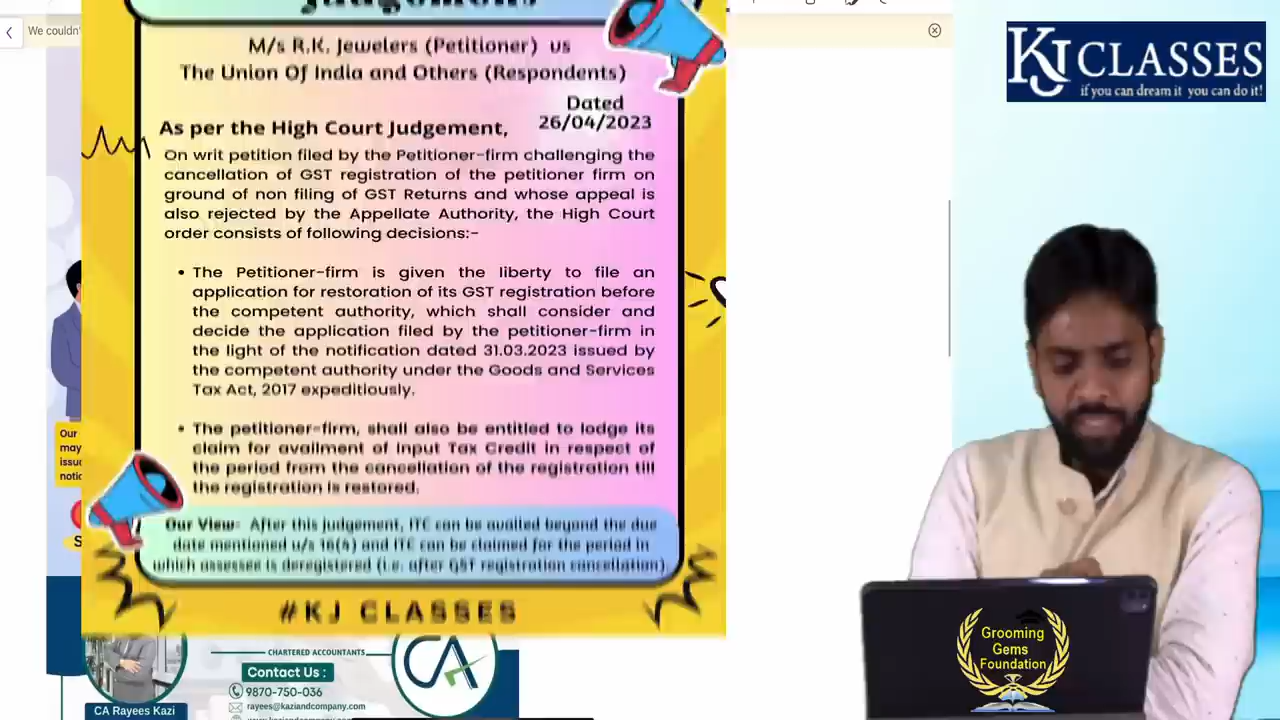 Judgement
We couldn'
M/s R.K. Jewelers (Petitioner) us
The Union Of India and Others (Respondents)
Dated
26/04/2023
As per the High Court Judgement,
On writ petition filed by the Petitioner-firm challenging the
cancellation of GST registration of the petitioner firm on
ground of non filing of GST Returns and whose appeal is
also rejected by the Appellate Authority, the High Court
order consists of following decisions:-
• The Petitioner-firm is given the liberty to file an
application for restoration of its GST registration before
the competent authority, which shall consider and
decide the application filed by the petitioner-firm in
the light of the notification dated 31.03.2023 issued by
the competent authority under the Goods and Services
Tax Act, 2017 expeditiously.
• The petitioner-firm, shall also be entitled to lodge its
claim for availment of Input Tax Credit in respect of
the period from the cancellation of the registration till
the registration is restored.
Our View: After this judgement, ITC can be availed beyond the due
date mentioned u/s 16(4) and ITC can be claimed for the period in
which assessee is deregistered (i.e. after GST registration cancellation)
#KJ CLASSES
Our
may
issu
notic
S
CHARTERED ACCOUNTANTS
Contact Us :
9870-750-036
rayees@kaziandcompany.com
CA Rayees Kazi
CA
KJ CLASSES
if you can dream it you can do it!
Grooming
Gems
Foundation